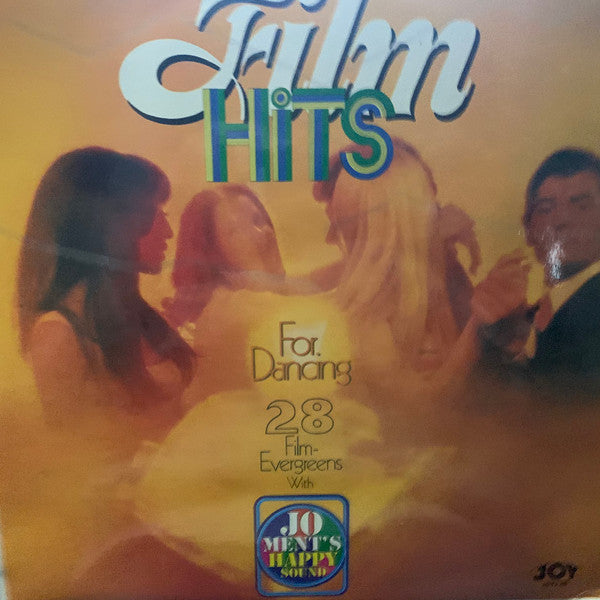 Film
HiTS
For.
Dancing
28
Film-
Evergreens
With
JO
MENT'S
HAPPY
SOUND
JOY